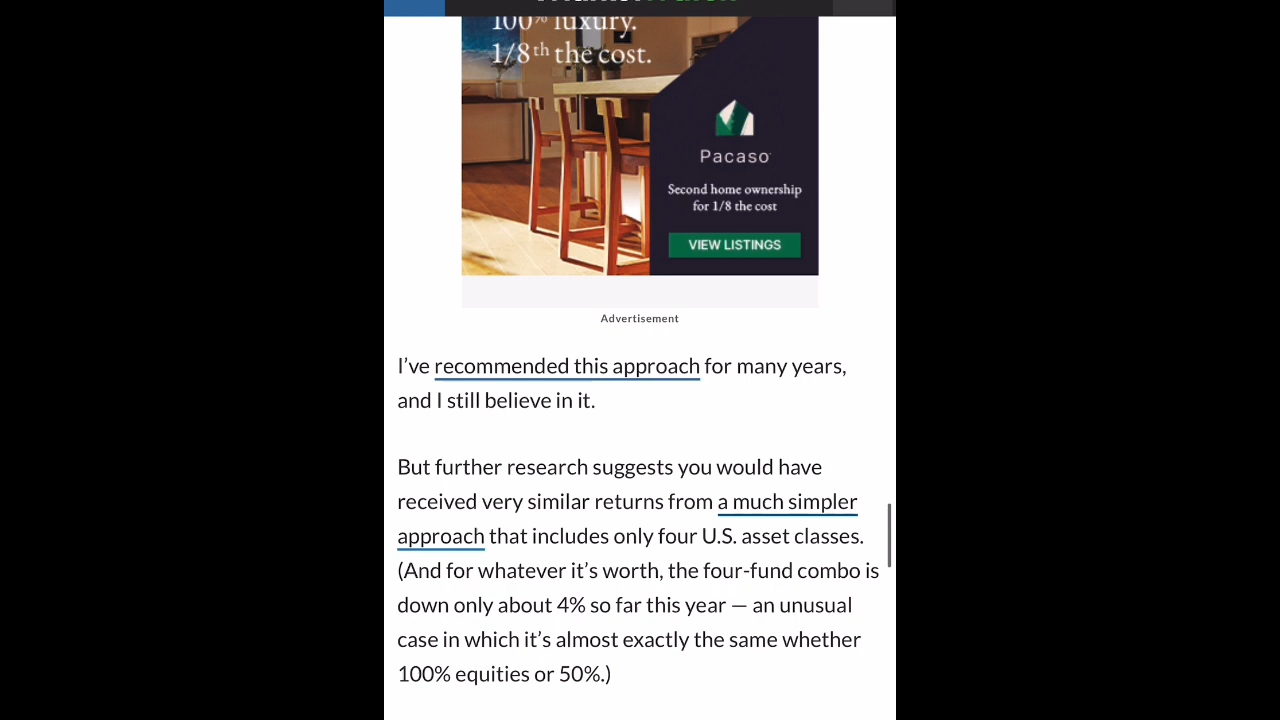 100% luxury.
1/8th the cost.
Pacaso
Second home ownership
for 1/8 the cost
VIEW LISTINGS
Advertisement
I’ve recommended this approach for many years,
and I still believe in it.
But further research suggests you would have
received very similar returns from a much simpler
approach that includes only four U.S. asset classes.
(And for whatever it’s worth, the four-fund combo is
down only about 4% so far this year — an unusual
case in which it’s almost exactly the same whether
100% equities or 50%.)